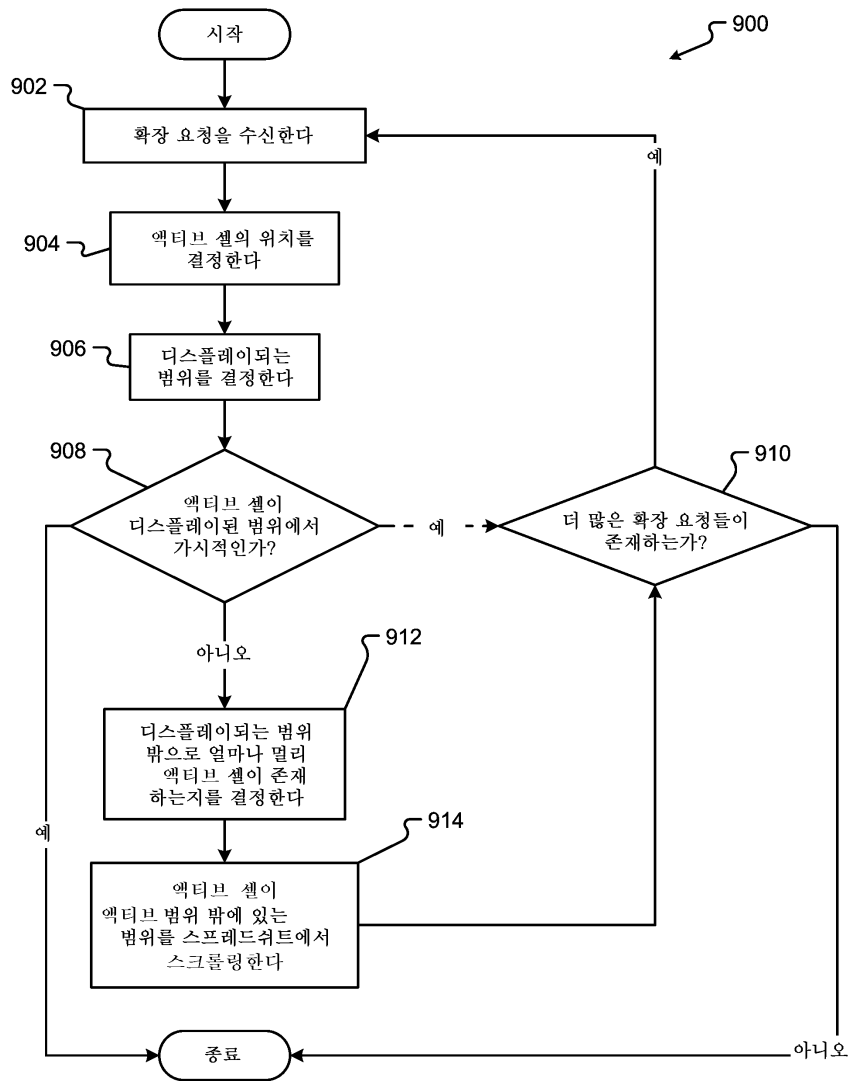 시작
900
902
확장 요청을 수신한다
예
904
액티브 셀의 위치를
결정한다
906
디스플레이되는
범위를 결정한다
908
액티브 셀이
디스플레이된 범위에서
가시적인가?
예
910
더 많은 확장 요청들이
존재하는가?
아니오
912
디스플레이되는 범위
밖으로 얼마나 멀리
액티브 셀이 존재
하는지를 결정한다
예
914
액티브 셀이
액티브 범위 밖에 있는
범위를 스프레드쉬트에서
스크롤링한다
종료
아니오